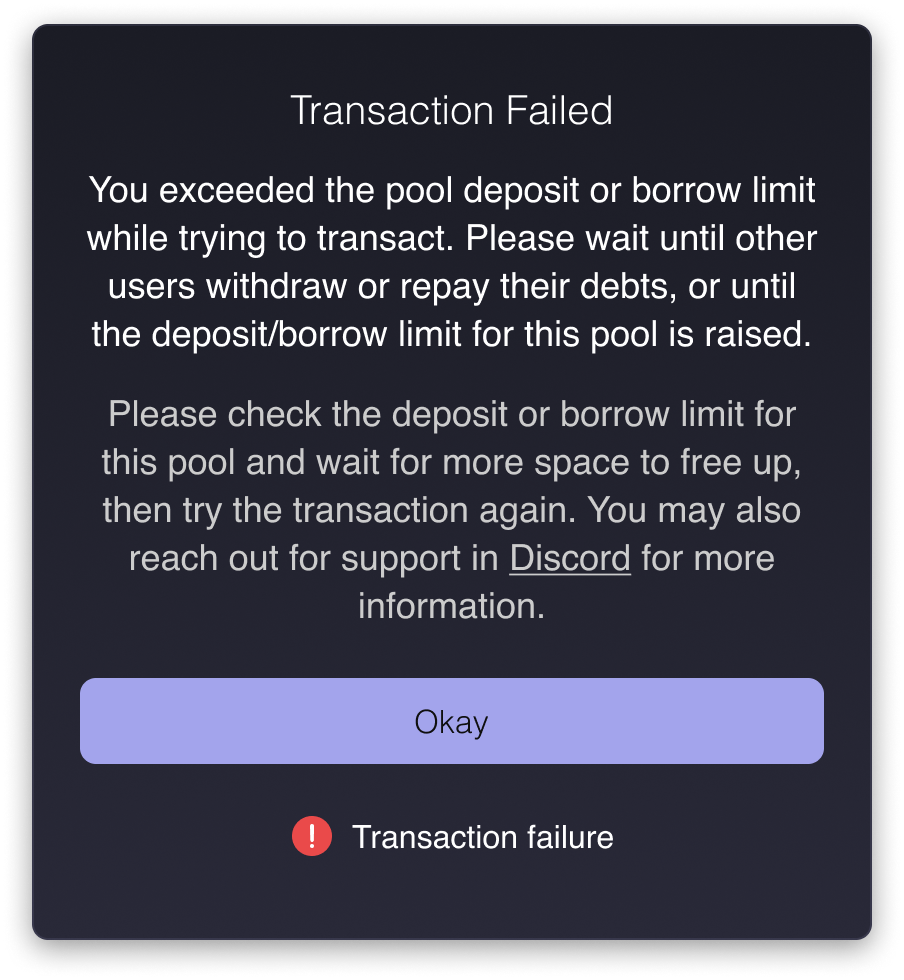 Transaction Failed
You exceeded the pool deposit or borrow limit
while trying to transact. Please wait until other
users withdraw or repay their debts, or until
the deposit/borrow limit for this pool is raised.
Please check the deposit or borrow limit for
this pool and wait for more space to free up,
then try the transaction again. You may also
reach out for support in Discord for more
information.
Okay
Transaction failure